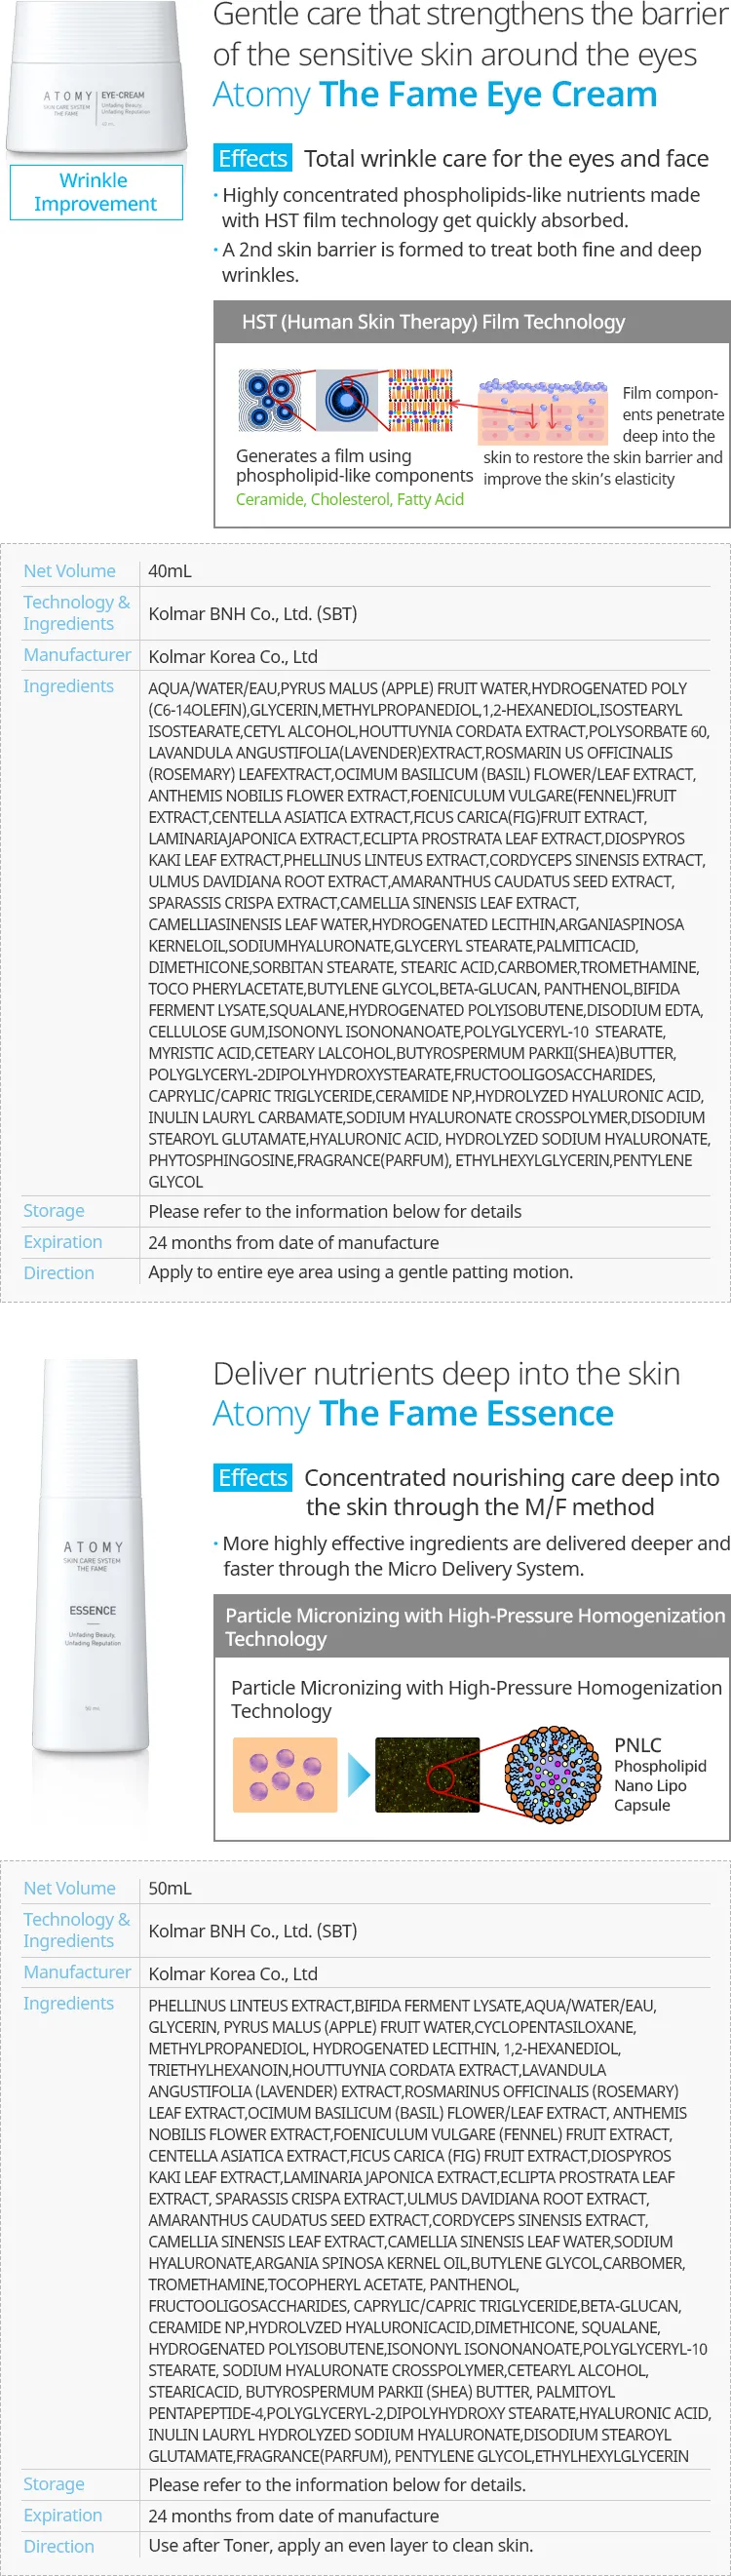 Gentle care that strengthens the barrier
of the sensitive skin around the eyes
Atomy The Fame Eye Cream
ATOMY
SKIN CARE SYSTEM
THE FAME
EYE-CREAM
Unfading Beauty,
Unfading Reputation
40 mL
Wrinkle
Improvement
Effects Total wrinkle care for the eyes and face
· Highly concentrated phospholipids-like nutrients made
with HST film technology get quickly absorbed.
· A 2nd skin barrier is formed to treat both fine and deep
wrinkles.
HST (Human Skin Therapy) Film Technology
Generates a film using
phospholipid-like components
Ceramide, Cholesterol, Fatty Acid
Film compon-
ents penetrate
deep into the
skin to restore the skin barrier and
improve the skin's elasticity
Net Volume 40mL
Technology &
Ingredients
Kolmar BNH Co., Ltd. (SBT)
Manufacturer Kolmar Korea Co., Ltd
Ingredients AQUA/WATER/EAU,PYRUS MALUS (APPLE) FRUIT WATER,HYDROGENATED POLY
(C6-14OLEFIN),GLYCERIN,METHYLPROPANEDIOL,1,2-HEXANEDIOL,ISOSTEARYL
ISOSTEARATE,CETYL ALCOHOL,HOUTTUYNIA CORDATA EXTRACT,POLYSORBATE 60,
LAVANDULA ANGUSTIFOLIA(LAVENDER)EXTRACT,ROSMARIN US OFFICINALIS
(ROSEMARY) LEAFEXTRACT,OCIMUM BASILICUM (BASIL) FLOWER/LEAF EXTRACT,
ANTHEMIS NOBILIS FLOWER EXTRACT,FOENICULUM VULGARE(FENNEL)FRUIT
EXTRACT,CENTELLA ASIATICA EXTRACT,FICUS CARICA(FIG)FRUIT EXTRACT,
LAMINARIAJAPONICA EXTRACT,ECLIPTA PROSTRATA LEAF EXTRACT,DIOSPYROS
KAKI LEAF EXTRACT,PHELLINUS LINTEUS EXTRACT,CORDYCEPS SINENSIS EXTRACT,
ULMUS DAVIDIANA ROOT EXTRACT,AMARANTHUS CAUDATUS SEED EXTRACT,
SPARASSIS CRISPA EXTRACT,CAMELLIA SINENSIS LEAF EXTRACT,
CAMELLIASINENSIS LEAF WATER,HYDROGENATED LECITHIN,ARGANIASPINOSA
KERNELOIL,SODIUMHYALURONATE,GLYCERYL STEARATE,PALMITICACID,
DIMETHICONE,SORBITAN STEARATE, STEARIC ACID,CARBOMER,TROMETHAMINE,
TOCO PHERYLACETATE,BUTYLENE GLYCOL,BETA-GLUCAN, PANTHENOL,BIFIDA
FERMENT LYSATE,SQUALANE,HYDROGENATED POLYISOBUTENE,DISODIUM EDTA,
CELLULOSE GUM,ISONONYL ISONONANOATE,POLYGLYCERYL-10 STEARATE,
MYRISTIC ACID,CETEARY LALCOHOL,BUTYROSPERMUM PARKII(SHEA)BUTTER,
POLYGLYCERYL-2DIPOLYHYDROXYSTEARATE,FRUCTOOLIGOSACCHARIDES,
CAPRYLIC/CAPRIC TRIGLYCERIDE,CERAMIDE NP,HYDROLYZED HYALURONIC ACID,
INULIN LAURYL CARBAMATE,SODIUM HYALURONATE CROSSPOLYMER,DISODIUM
STEAROYL GLUTAMATE,HYALURONIC ACID, HYDROLYZED SODIUM HYALURONATE,
PHYTOSPHINGOSINE,FRAGRANCE(PARFUM), ETHYLHEXYLGLYCERIN,PENTYLENE
GLYCOL
Storage Please refer to the information below for details
Expiration 24 months from date of manufacture
Direction Apply to entire eye area using a gentle patting motion.
Deliver nutrients deep into the skin
Atomy The Fame Essence
ATOMY
SKIN CARE SYSTEM
THE FAME
ESSENCE
Unfading Beauty,
Unfading Reputation
50 mL
Effects Concentrated nourishing care deep into
the skin through the M/F method
· More highly effective ingredients are delivered deeper and
faster through the Micro Delivery System.
Particle Micronizing with High-Pressure Homogenization
Technology
Particle Micronizing with High-Pressure Homogenization
Technology
PNLC
Phospholipid
Nano Lipo
Capsule
Net Volume 50mL
Technology &
Ingredients
Kolmar BNH Co., Ltd. (SBT)
Manufacturer Kolmar Korea Co., Ltd
Ingredients PHELLINUS LINTEUS EXTRACT,BIFIDA FERMENT LYSATE,AQUA/WATER/EAU,
GLYCERIN, PYRUS MALUS (APPLE) FRUIT WATER,CYCLOPENTASILOXANE,
METHYLPROPANEDIOL, HYDROGENATED LECITHIN, 1,2-HEXANEDIOL,
TRIETHYLHEXANOIN,HOUTTUYNIA CORDATA EXTRACT,LAVANDULA
ANGUSTIFOLIA (LAVENDER) EXTRACT,ROSMARINUS OFFICINALIS (ROSEMARY)
LEAF EXTRACT,OCIMUM BASILICUM (BASIL) FLOWER/LEAF EXTRACT, ANTHEMIS
NOBILIS FLOWER EXTRACT,FOENICULUM VULGARE (FENNEL) FRUIT EXTRACT,
CENTELLA ASIATICA EXTRACT,FICUS CARICA (FIG) FRUIT EXTRACT,DIOSPYROS
KAKI LEAF EXTRACT,LAMINARIA JAPONICA EXTRACT,ECLIPTA PROSTRATA LEAF
EXTRACT, SPARASSIS CRISPA EXTRACT,ULMUS DAVIDIANA ROOT EXTRACT,
AMARANTHUS CAUDATUS SEED EXTRACT,CORDYCEPS SINENSIS EXTRACT,
CAMELLIA SINENSIS LEAF EXTRACT,CAMELLIA SINENSIS LEAF WATER,SODIUM
HYALURONATE,ARGANIA SPINOSA KERNEL OIL,BUTYLENE GLYCOL,CARBOMER,
TROMETHAMINE,TOCOPHERYL ACETATE, PANTHENOL,
FRUCTOOLIGOSACCHARIDES, CAPRYLIC/CAPRIC TRIGLYCERIDE,BETA-GLUCAN,
CERAMIDE NP,HYDROLVZED HYALURONICACID,DIMETHICONE, SQUALANE,
HYDROGENATED POLYISOBUTENE,ISONONYL ISONONANOATE,POLYGLYCERYL-10
STEARATE, SODIUM HYALURONATE CROSSPOLYMER,CETEARYL ALCOHOL,
STEARICACID, BUTYROSPERMUM PARKII (SHEA) BUTTER, PALMITOYL
PENTAPEPTIDE-4,POLYGLYCERYL-2,DIPOLYHYDROXY STEARATE,HYALURONIC ACID,
INULIN LAURYL HYDROLYZED SODIUM HYALURONATE,DISODIUM STEAROYL
GLUTAMATE,FRAGRANCE(PARFUM), PENTYLENE GLYCOL,ETHYLHEXYLGLYCERIN
Storage Please refer to the information below for details.
Expiration 24 months from date of manufacture
Direction Use after Toner, apply an even layer to clean skin.